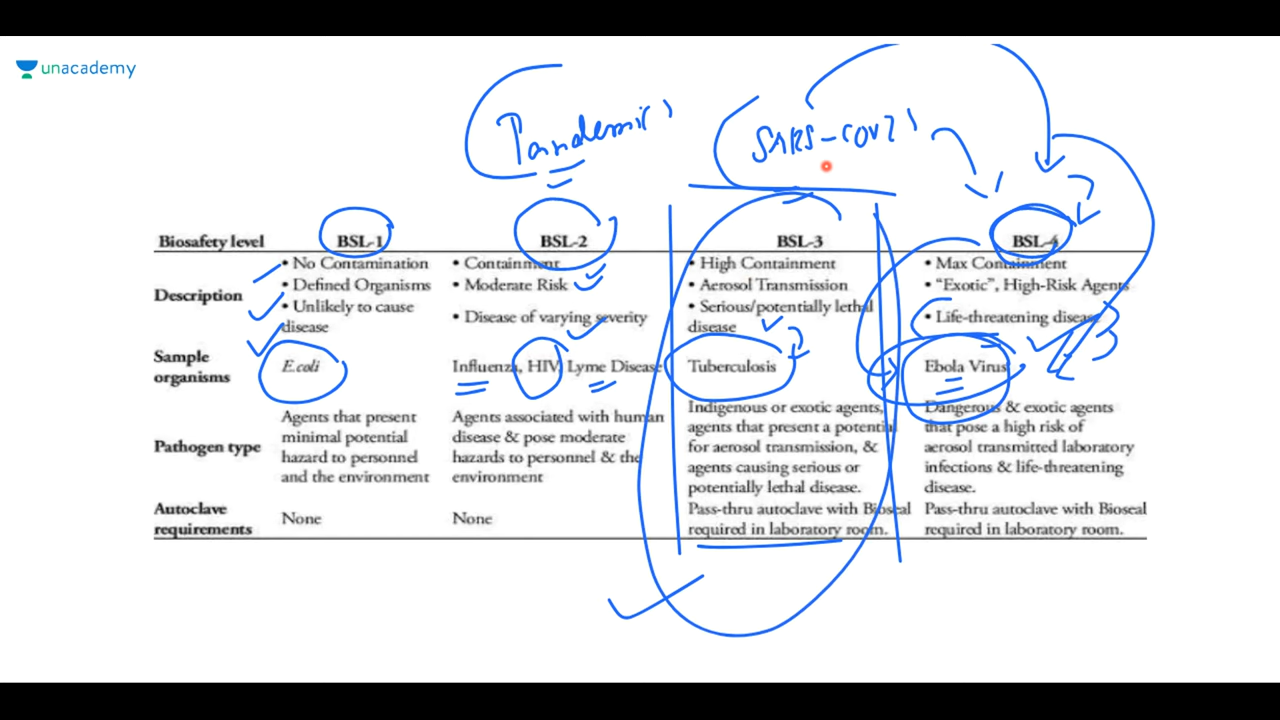 unacademy
Pandemic
SARS-COV2
Biosafety level BSL-1 BSL-2 BSL-3 BSL-4
Description
• No Contamination
• Defined Organisms
• Unlikely to cause
disease
• Containment
• Moderate Risk
• Disease of varying severity
• High Containment
• Aerosol Transmission
• Serious/potentially lethal
disease
• Max Containment
• "Exotic", High-Risk Agents
• Life-threatening disease
Sample
organisms
E.coli
Influenza, HIV, Lyme Disease
Tuberculosis
Ebola Virus
Pathogen type
Agents that present
minimal potential
hazard to personnel
and the environment
Agents associated with human
disease & pose moderate
hazards to personnel & the
environment
Indigenous or exotic agents,
agents that present a potential
for aerosol transmission, &
agents causing serious or
potentially lethal disease.
Dangerous & exotic agents
that pose a high risk of
aerosol transmitted laboratory
infections & life-threatening
disease.
Autoclave
requirements
None
None
Pass-thru autoclave with Bioseal
required in laboratory room.
Pass-thru autoclave with Bioseal
required in laboratory room.